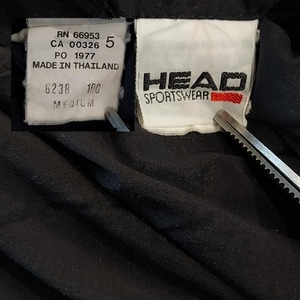 RN 66953
CA 00326 5
PO 1977
MADE IN THAILAND
6238 100
MEDIUM
HEAD
SPORTSWEAR